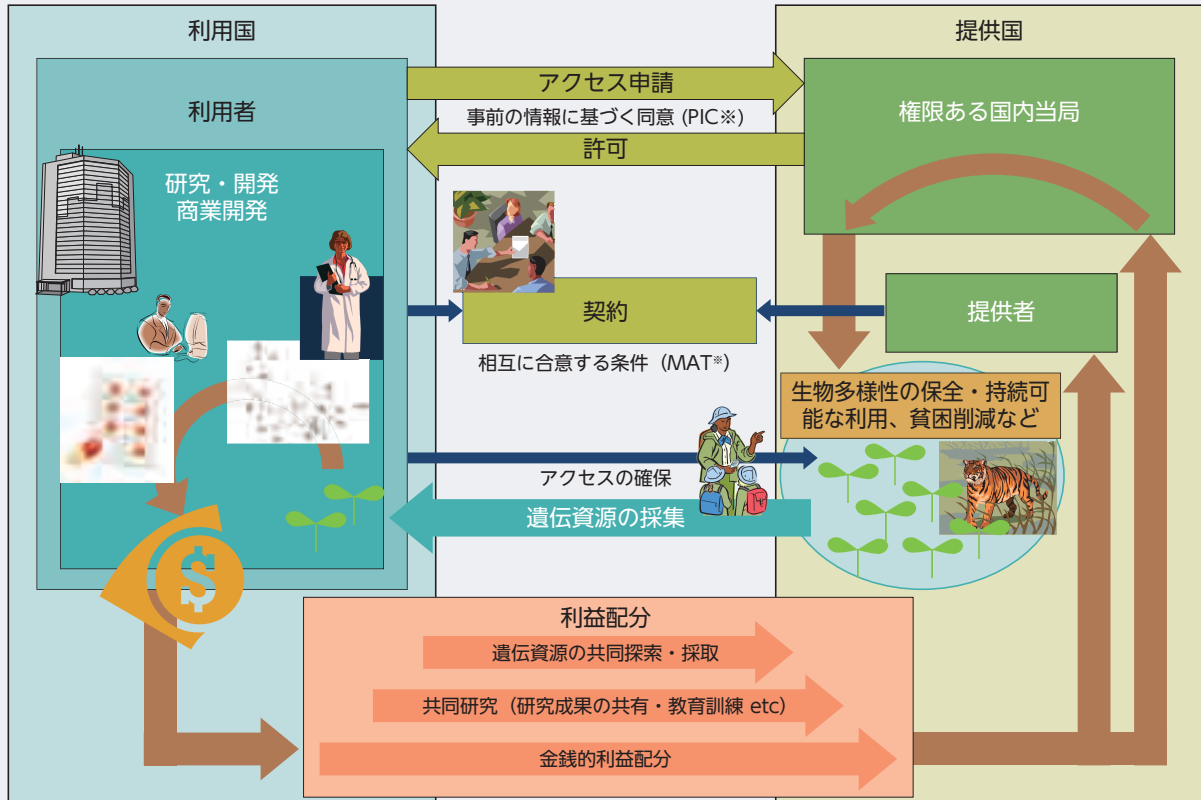 利用国
提供国
利用者
アクセス申請
事前の情報に基づく同意 (PIC※)
許可
権限ある国内当局
研究・開発
商業開発
契約
提供者
相互に合意する条件（MAT※）
生物多様性の保全・持続可
能な利用、貧困削減など
アクセスの確保
遺伝資源の採集
$
利益配分
遺伝資源の共同探索・採取
共同研究（研究成果の共有・教育訓練 etc）
金銭的利益配分